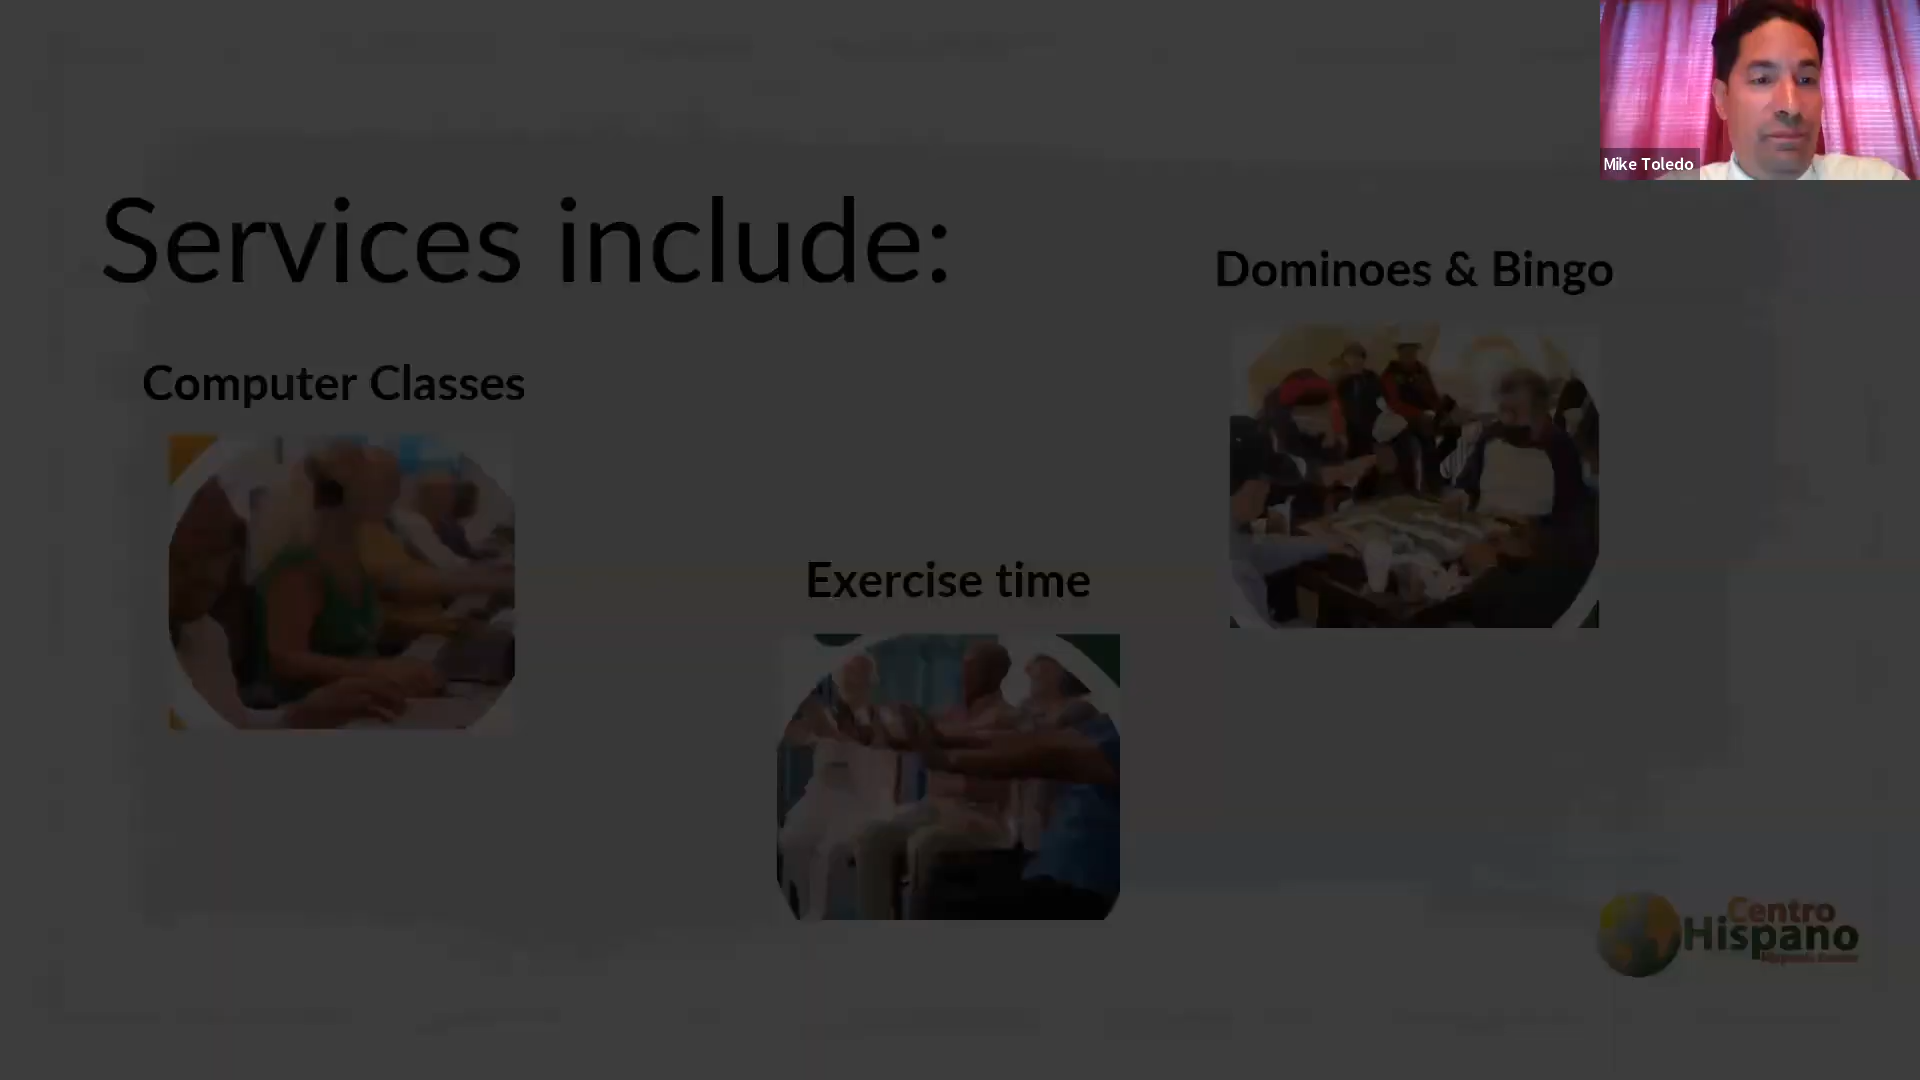 Mike Toledo
Services include:
Dominoes & Bingo
Computer Classes
Exercise time
Centro
Hispano